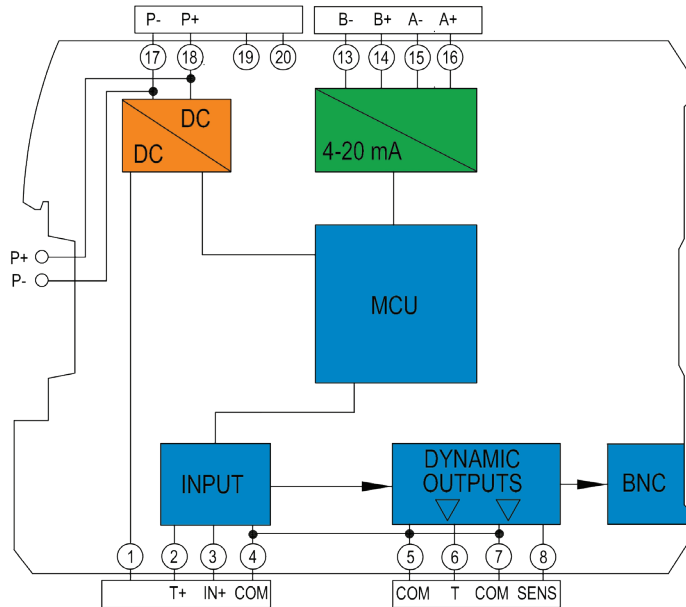 P- P+
B- B+ A- A+
17 18 19 20
13 14 15 16
DC
DC
4-20 mA
P+
P-
MCU
INPUT
DYNAMIC
OUTPUTS
BNC
1 2 3 4
5 6 7 8
T+ IN+ COM
COM T COM SENS